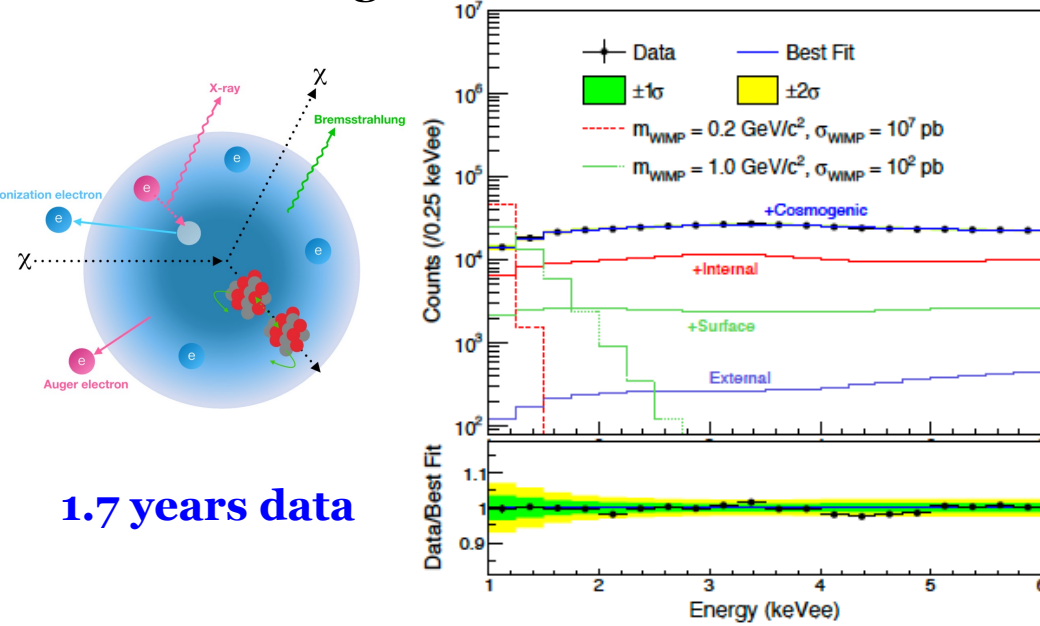 X-ray
χ
Bremsstrahlung
e
e
onization electron
e
e
χ
e
e
Auger electron
1.7 years data
Counts (/0.25 keVee)
10⁷
10⁶
10⁵
10⁴
10³
10²
Data
Best Fit
±1σ
±2σ
m_WIMP = 0.2 GeV/c², σ_WIMP = 10⁷ pb
m_WIMP = 1.0 GeV/c², σ_WIMP = 10² pb
+Cosmogenic
+Internal
+Surface
External
Data/Best Fit
1.1
1
0.9
1 2 3 4 5 6
Energy (keVee)